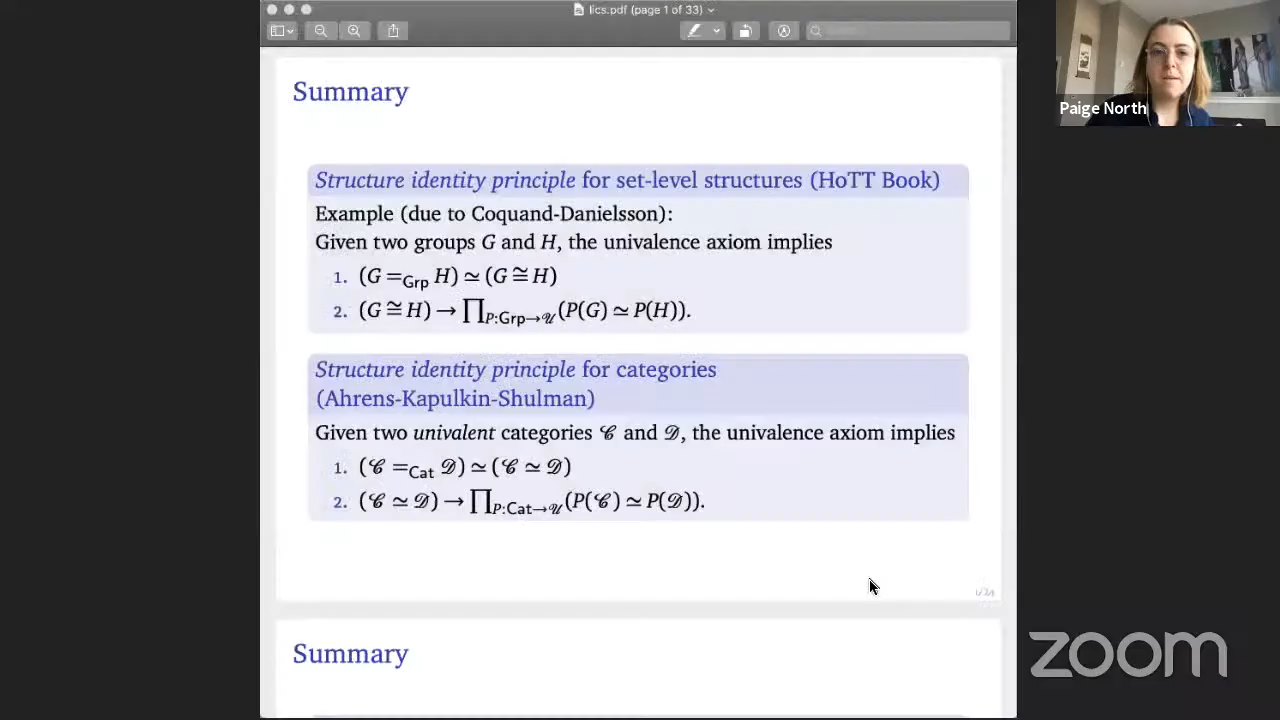 lics.pdf (page 1 of 33)
Paige North
Summary
Structure identity principle for set-level structures (HoTT Book)
Example (due to Coquand-Danielsson):
Given two groups G and H, the univalence axiom implies
1. (G =_Grp H) ≃ (G ≅ H)
2. (G ≅ H) → ∏_{P:Grp→𝒰} (P(G) ≃ P(H)).
Structure identity principle for categories
(Ahrens-Kapulkin-Shulman)
Given two univalent categories 𝒞 and 𝒟, the univalence axiom implies
1. (𝒞 =_Cat 𝒟) ≃ (𝒞 ≃ 𝒟)
2. (𝒞 ≃ 𝒟) → ∏_{P:Cat→𝒰} (P(𝒞) ≃ P(𝒟)).
Summary
zoom